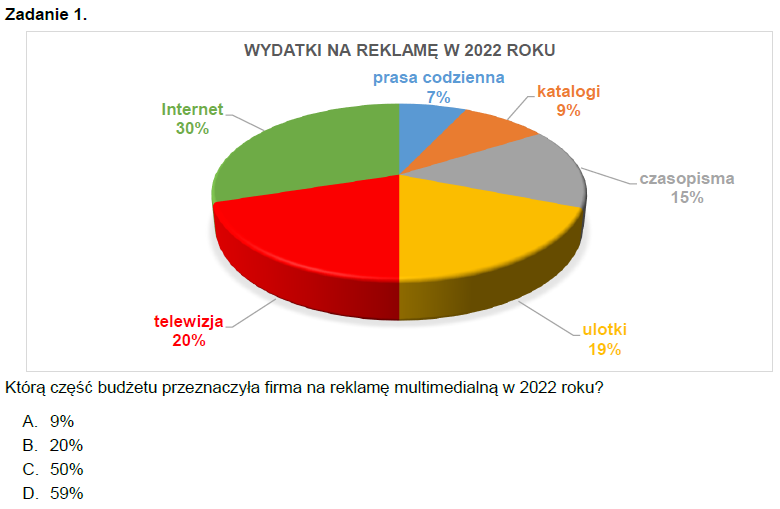 Zadanie 1.
WYDATKI NA REKLAMĘ W 2022 ROKU
prasa codzienna
7%
katalogi
9%
Internet
30%
czasopisma
15%
telewizja
20%
ulotki
19%
Którą część budżetu przeznaczyła firma na reklamę multimedialną w 2022 roku?
A. 9%
B. 20%
C. 50%
D. 59%